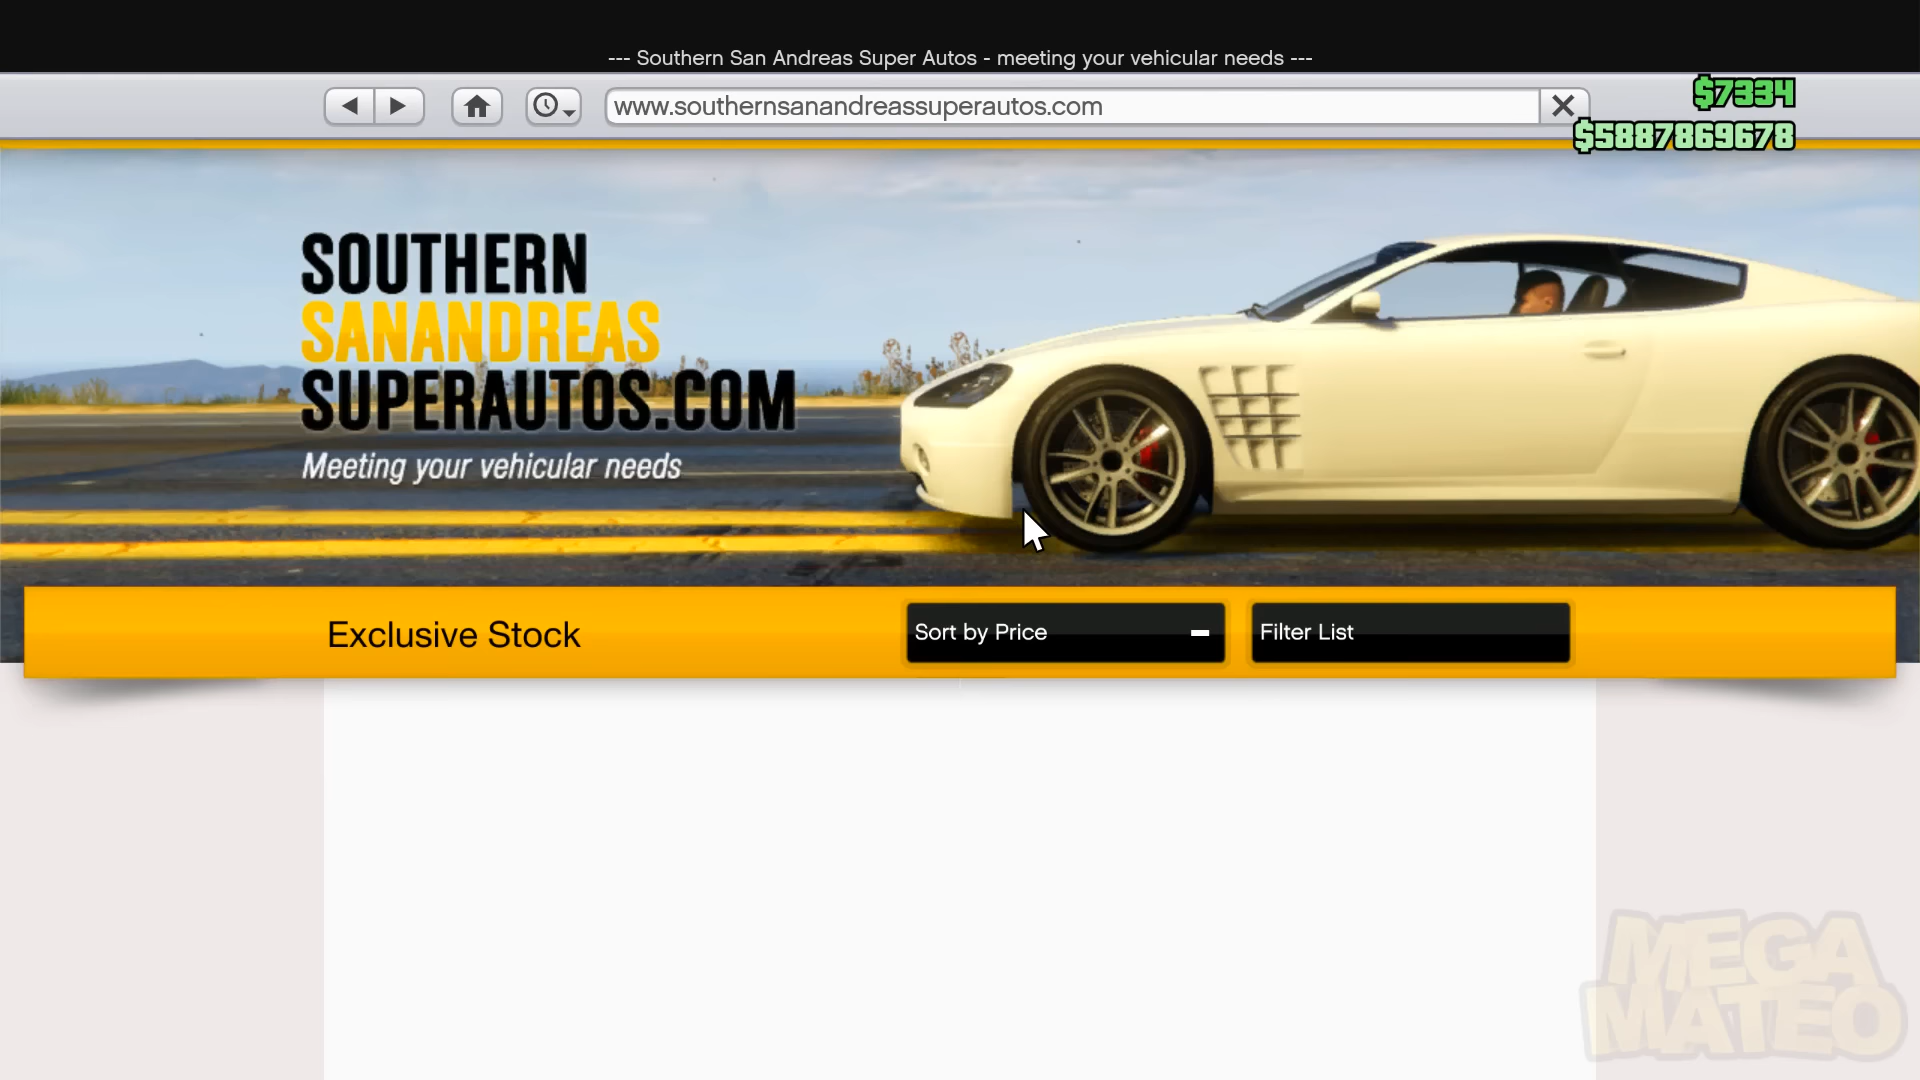 --- Southern San Andreas Super Autos - meeting your vehicular needs ---
www.southernsanandreassuperautos.com
$7334
$5887869678
SOUTHERN
SANANDREAS
SUPERAUTOS.COM
Meeting your vehicular needs
Exclusive Stock
Sort by Price
Filter List
MEGA
MATEO